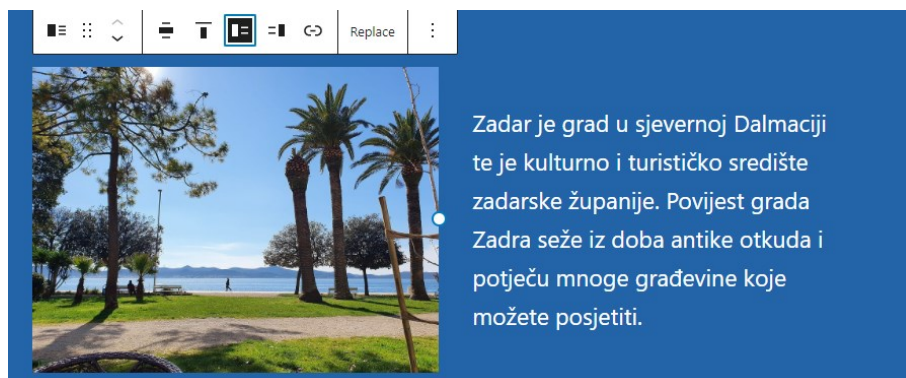 Replace
Zadar je grad u sjevernoj Dalmaciji
te je kulturno i turističko središte
zadarske županije. Povijest grada
Zadra seže iz doba antike otkuda i
potječu mnoge građevine koje
možete posjetiti.